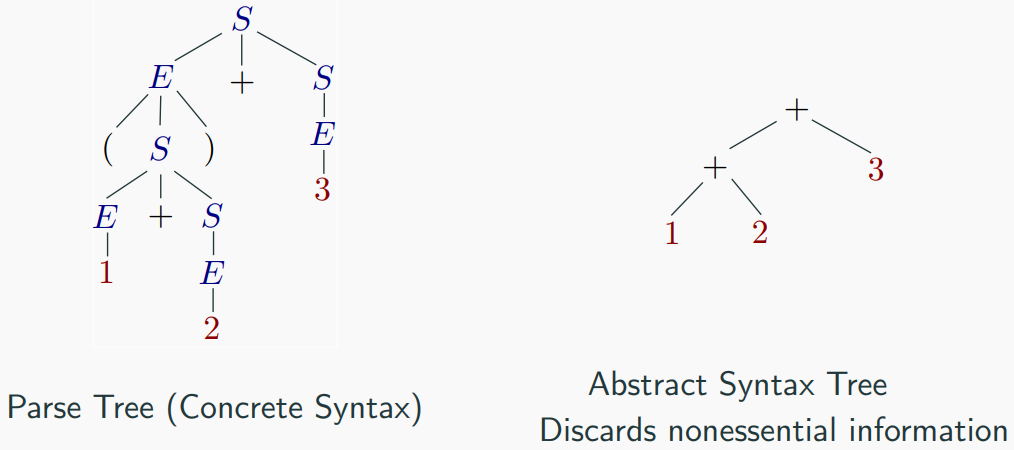 S
E + S
( S ) E
3
E + S
1 E
2
+
+ 3
1 2
Parse Tree (Concrete Syntax)
Abstract Syntax Tree
Discards nonessential information